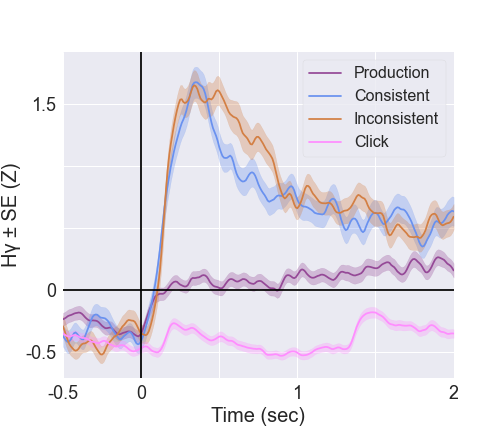 Production
Consistent
Inconsistent
Click
Hγ ± SE (Z)
1.5
0
-0.5
-0.5 0 1 2
Time (sec)